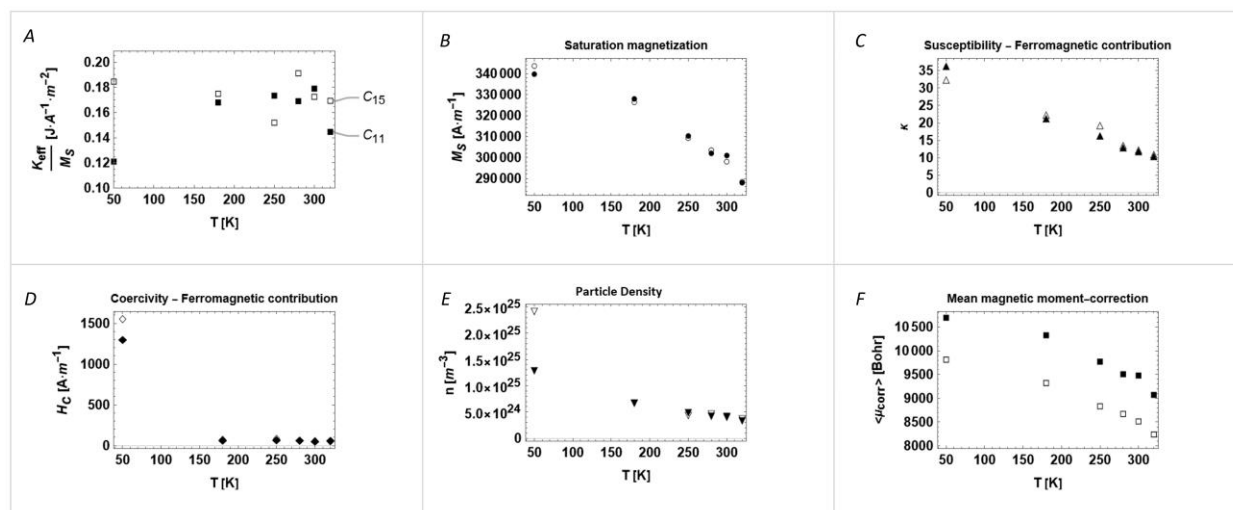 A
K_eff / M_S [J·A⁻¹·m⁻²]
0.20
0.18
0.16
0.14
0.12
0.10
C₁₅
C₁₁
50 100 150 200 250 300
T [K]
B
Saturation magnetization
M_S [A·m⁻¹]
340 000
330 000
320 000
310 000
300 000
290 000
50 100 150 200 250 300
T [K]
C
Susceptibility – Ferromagnetic contribution
κ
35
30
25
20
15
10
5
0
50 100 150 200 250 300
T [K]
D
Coercivity – Ferromagnetic contribution
H_C [A·m⁻¹]
1500
1000
500
0
50 100 150 200 250 300
T [K]
E
Particle Density
n [m⁻³]
2.5×10²⁵
2.0×10²⁵
1.5×10²⁵
1.0×10²⁵
5.0×10²⁴
0
50 100 150 200 250 300
T [K]
F
Mean magnetic moment–correction
<μ_corr> [Bohr]
10 500
10 000
9500
9000
8500
8000
50 100 150 200 250 300
T [K]